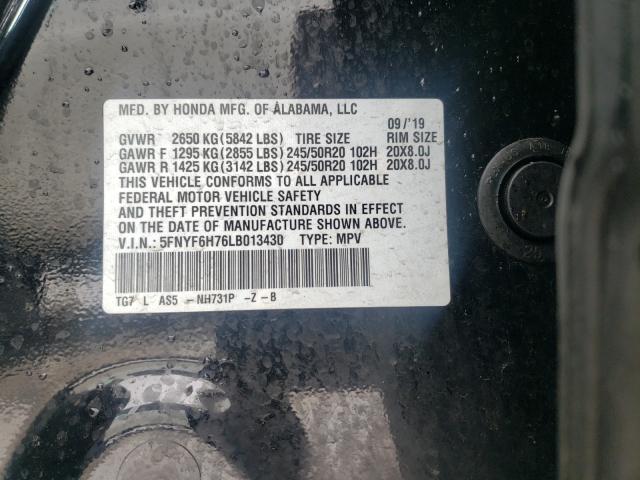 MFD. BY HONDA MFG. OF ALABAMA, LLC
09/'19
GVWR 2650 KG (5842 LBS) TIRE SIZE RIM SIZE
GAWR F 1295 KG (2855 LBS) 245/50R20 102H 20X8.0J
GAWR R 1425 KG (3142 LBS) 245/50R20 102H 20X8.0J
THIS VEHICLE CONFORMS TO ALL APPLICABLE
FEDERAL MOTOR VEHICLE SAFETY
AND THEFT PREVENTION STANDARDS IN EFFECT
ON THE DATE OF MANUFACTURE SHOWN ABOVE.
V.I.N.: 5FNYF6H76LB013430 TYPE: MPV
TG7 L AS5 -NH731P -Z -B